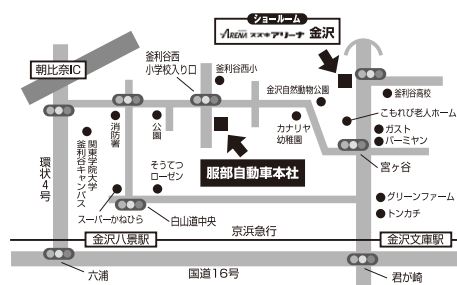 ショールーム
ARENA スズキアリーナ 金沢
朝比奈IC
釜利谷西
小学校入り口
釜利谷西小
金沢自然動物公園
釜利谷高校
こもれび老人ホーム
ガスト
バーミヤン
カナリヤ
幼稚園
消防署
公園
関東学院大学
釜利谷キャンパス
環状4号
そうてつ
ローゼン
服部自動車本社
宮ヶ谷
グリーンファーム
トンカチ
スーパーかねひら
白山道中央
京浜急行
金沢八景駅
金沢文庫駅
六浦
国道16号
君が崎